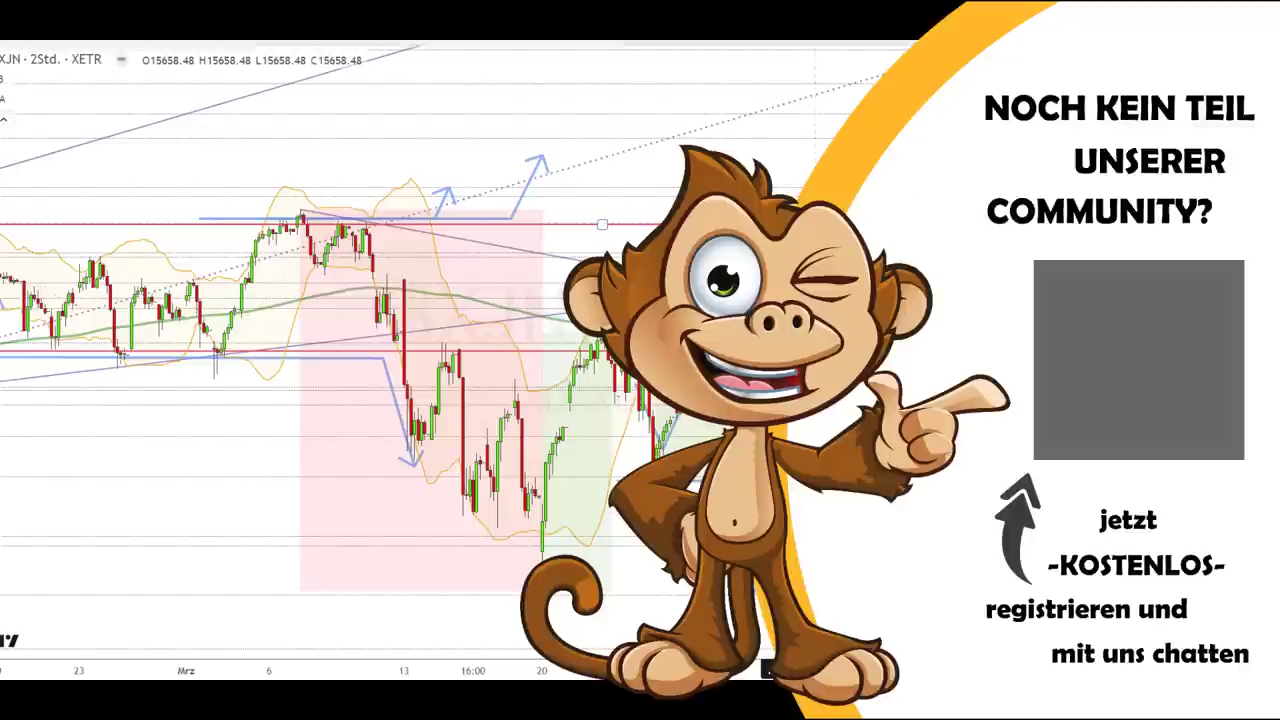 XJN · 2Std. · XETR O15658.48 H15658.48 L15658.48 C15658.48
NOCH KEIN TEIL
UNSERER
COMMUNITY?
jetzt
-KOSTENLOS-
registrieren und
mit uns chatten
23 Mrz 6 13 16:00 20